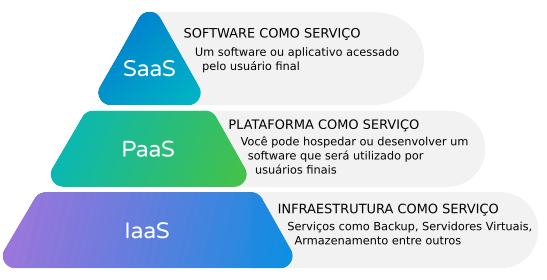 SaaS
SOFTWARE COMO SERVIÇO
Um software ou aplicativo acessado
pelo usuário final
PaaS
PLATAFORMA COMO SERVIÇO
Você pode hospedar ou desenvolver um
software que será utilizado por
usuários finais
IaaS
INFRAESTRUTURA COMO SERVIÇO
Serviços como Backup, Servidores Virtuais,
Armazenamento entre outros